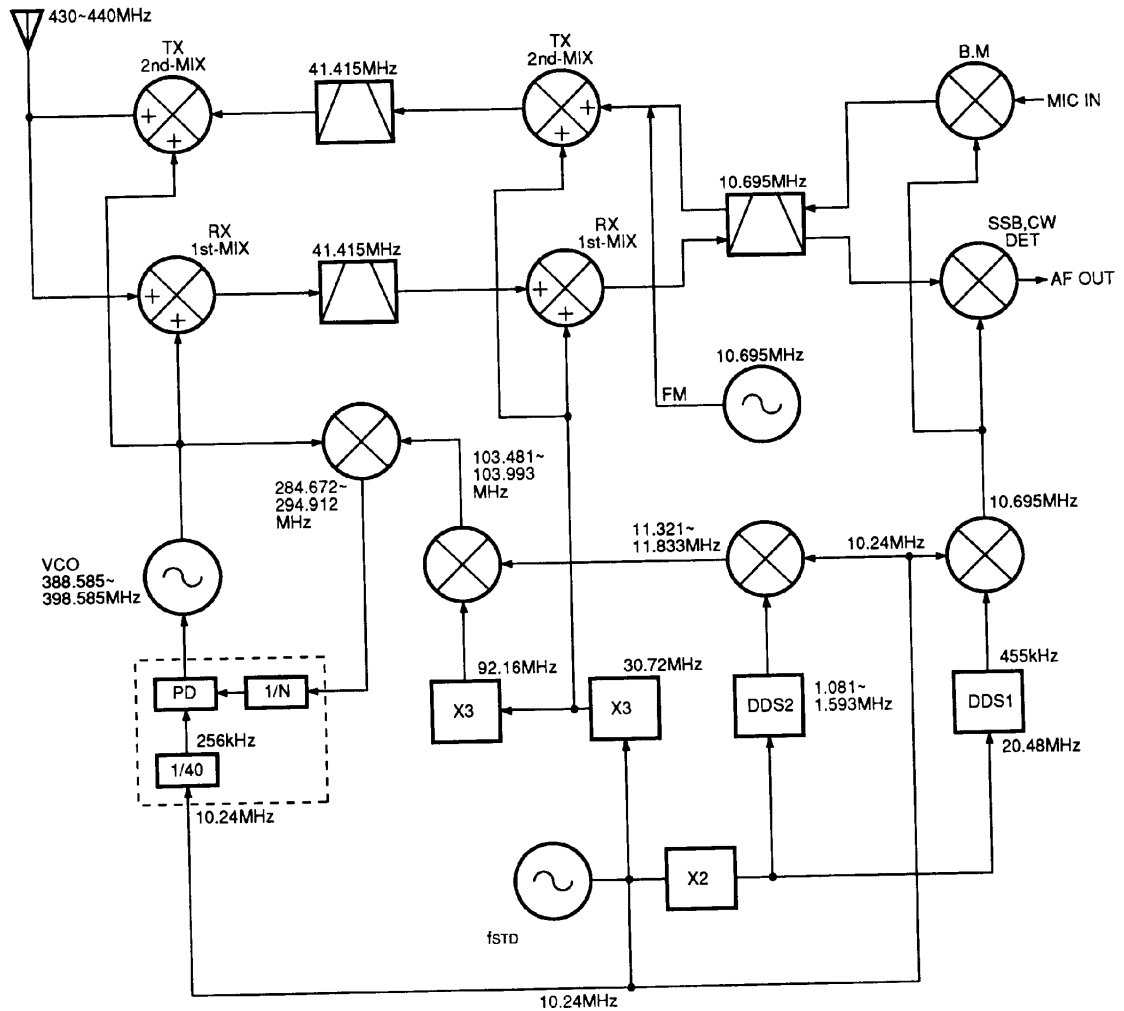 430~440MHz
TX
2nd-MIX
41.415MHz
TX
2nd-MIX
B.M
MIC IN
+
+
+
+
10.695MHz
RX
1st-MIX
41.415MHz
RX
1st-MIX
SSB,CW
DET
AF OUT
+
+
+
+
10.695MHz
FM
103.481~
103.993
MHz
284.672~
294.912
MHz
10.695MHz
11.321~
11.833MHz
10.24MHz
VCO
388.585~
398.585MHz
92.16MHz
30.72MHz
455kHz
PD
1/N
X3
X3
DDS2
1.081~
1.593MHz
DDS1
256kHz
20.48MHz
1/40
10.24MHz
X2
fSTD
10.24MHz